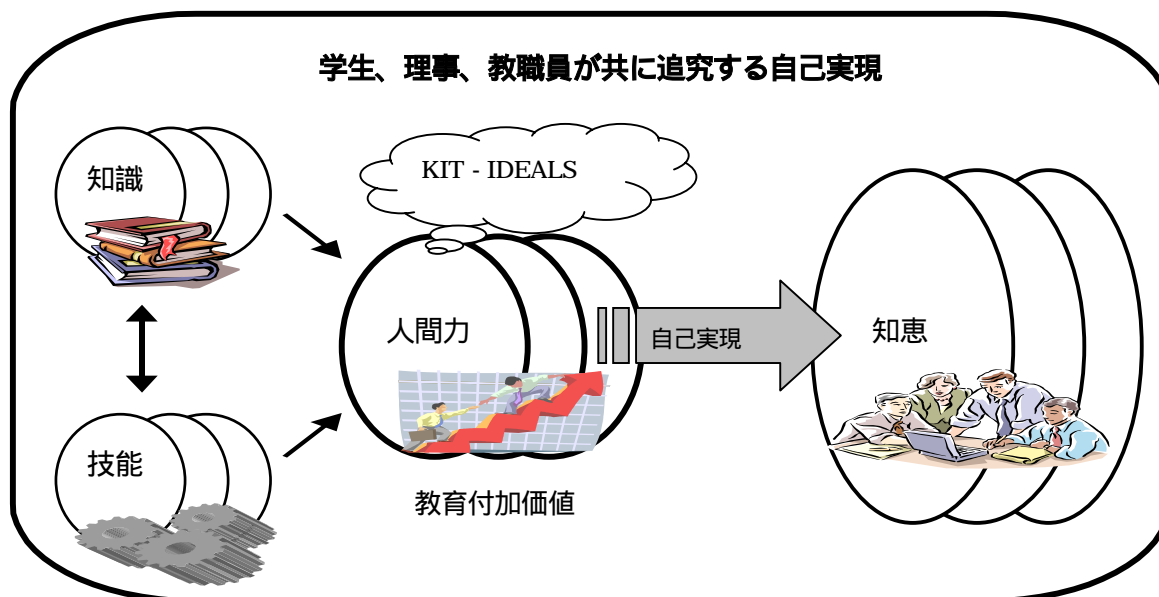 学生、理事、教職員が共に追究する自己実現
知識
KIT - IDEALS
人間力
自己実現
知恵
技能
教育付加価値